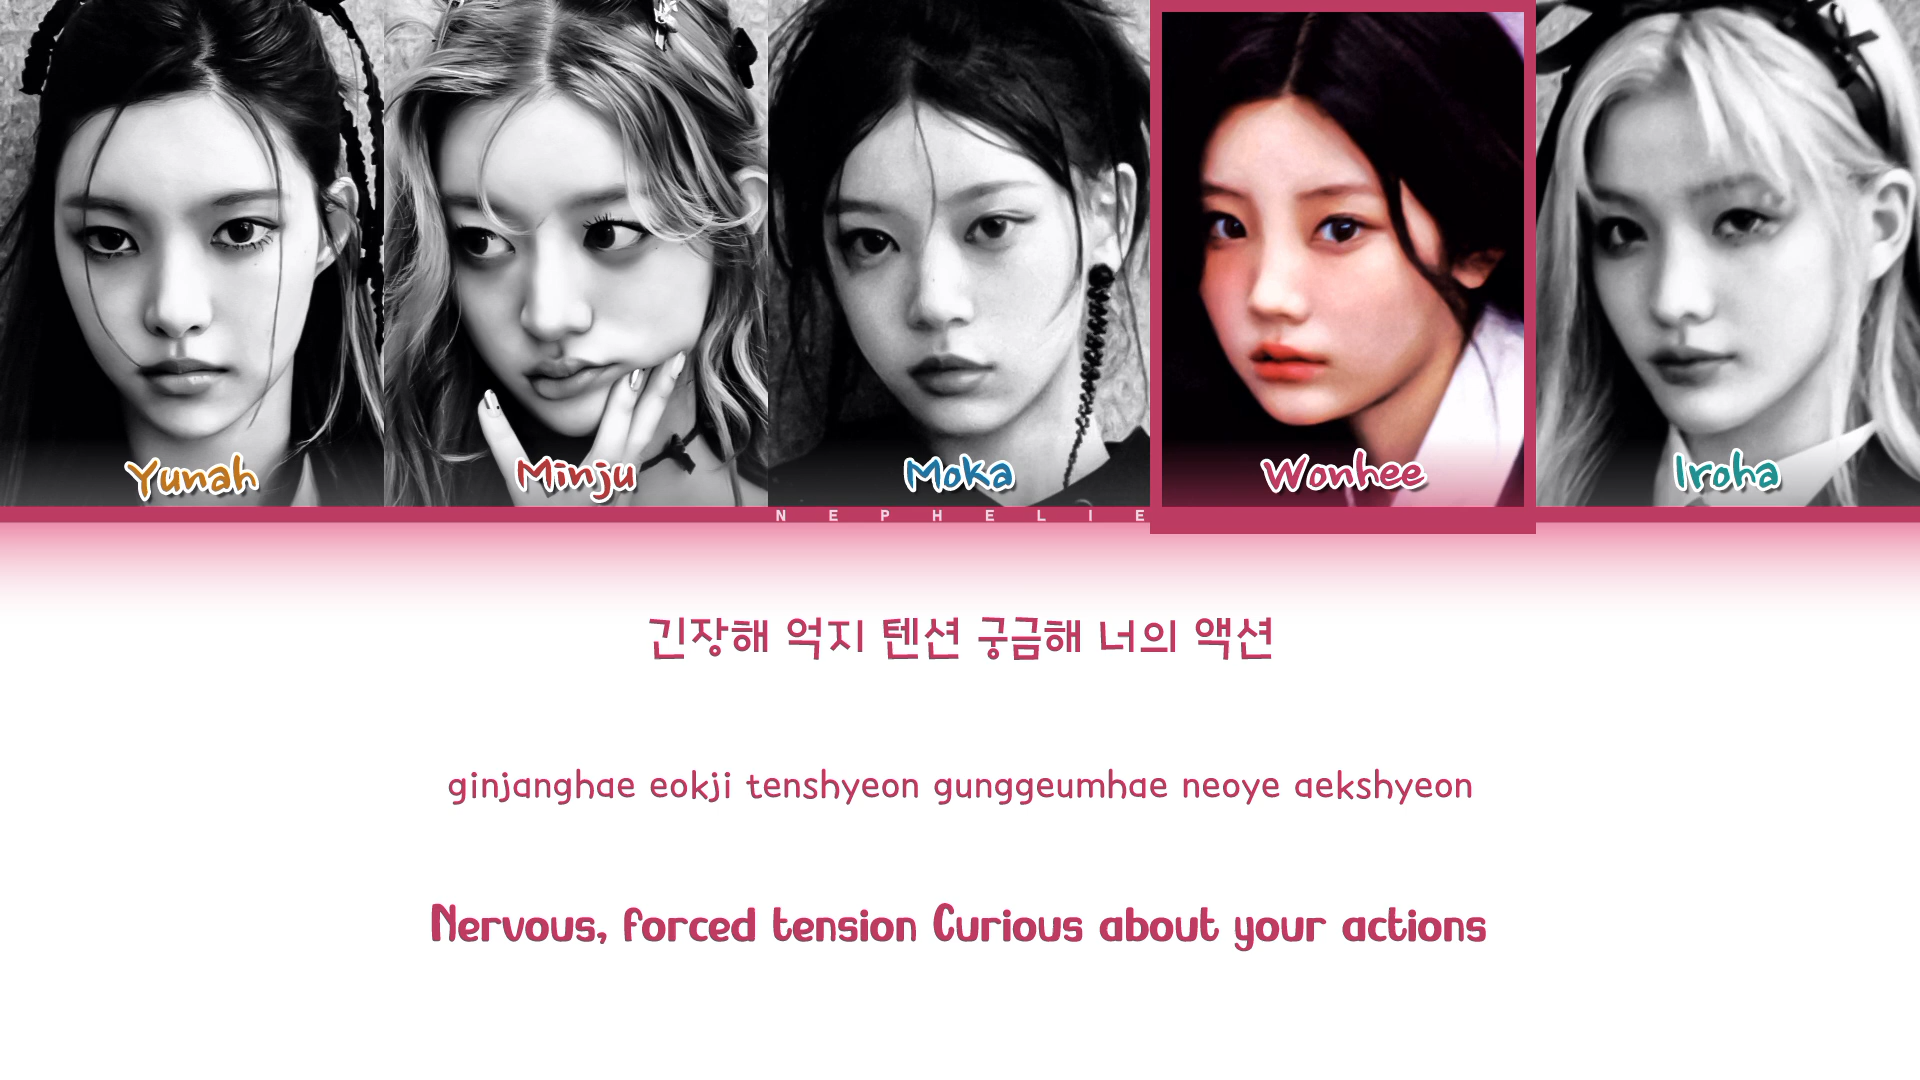 Yunah
Minju
Moka
Wonhee
Iroha
NEPHELIE
긴장해 억지 텐션 궁금해 너의 액션
ginjanghae eokji tenshyeon gunggeumhae neoye aekshyeon
Nervous, forced tension Curious about your actions